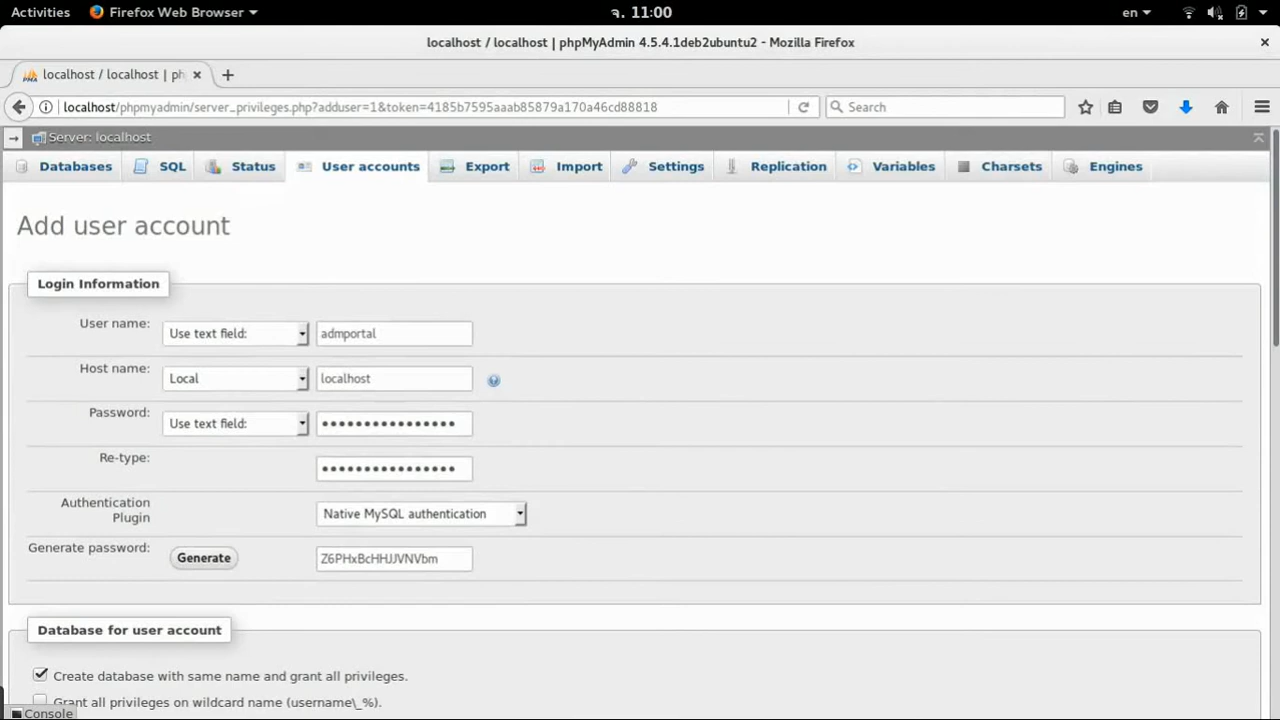 Activities Firefox Web Browser จ. 11:00 en
localhost / localhost | phpMyAdmin 4.5.4.1deb2ubuntu2 - Mozilla Firefox
localhost / localhost | ph
localhost/phpmyadmin/server_privileges.php?adduser=1&token=4185b7595aaab85879a170a46cd88818 Search
Server: localhost
Databases SQL Status User accounts Export Import Settings Replication Variables Charsets Engines
Add user account
Login Information
User name: Use text field: admportal
Host name: Local localhost
Password: Use text field: ••••••••••••••••
Re-type: ••••••••••••••••
Authentication
Plugin Native MySQL authentication
Generate password: Generate Z6PHxBcHHJJVNVbm
Database for user account
Create database with same name and grant all privileges.
Grant all privileges on wildcard name (username\_%).
Console